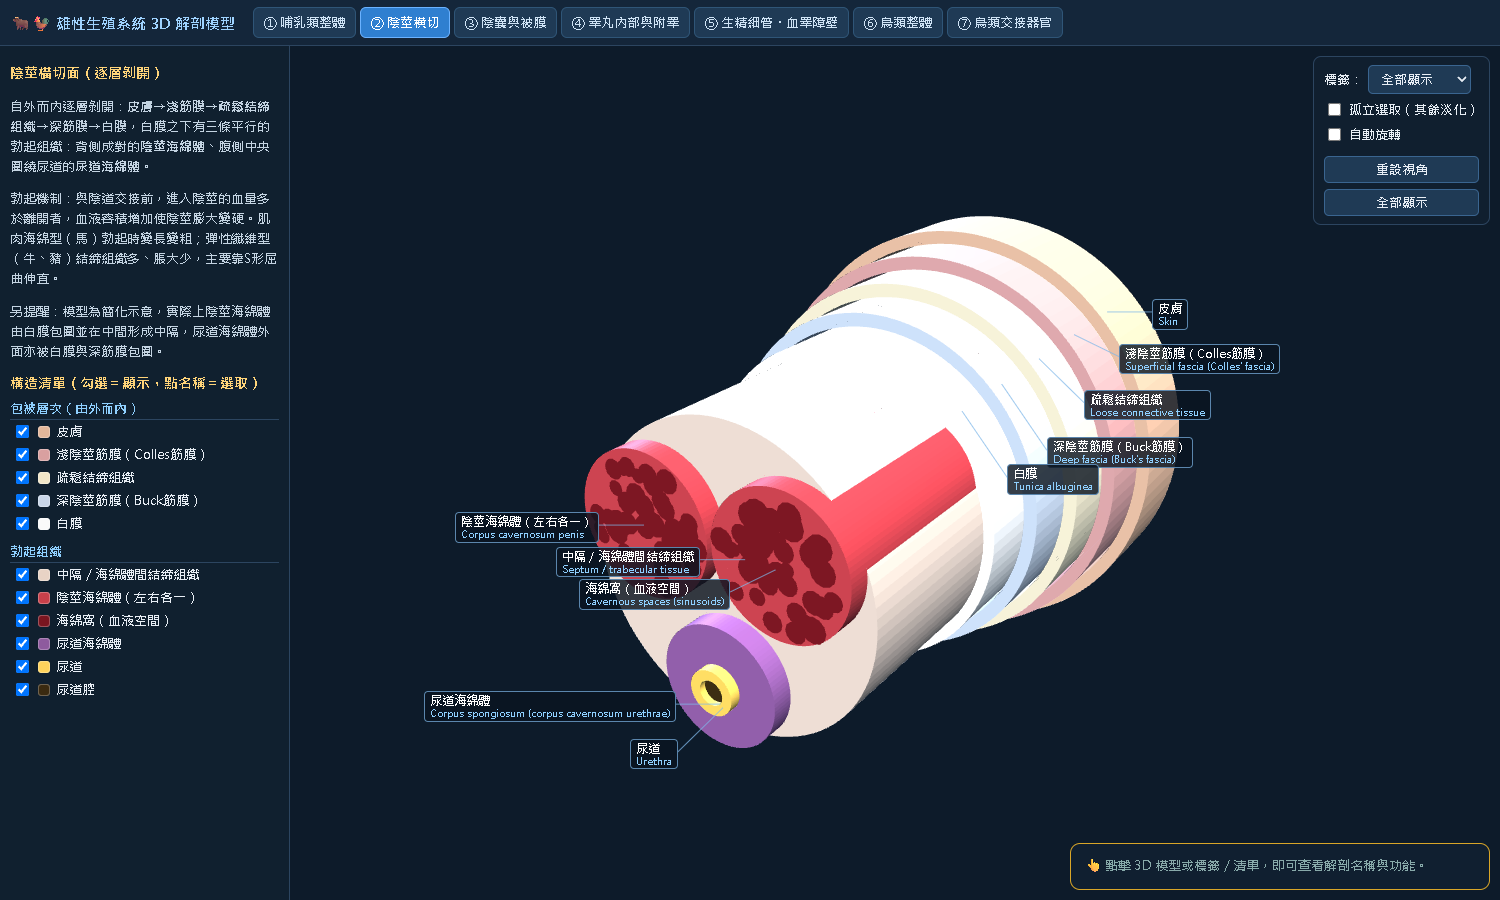 雄性生殖系統 3D 解剖模型
① 哺乳類整體
② 陰莖橫切
③ 陰囊與被膜
④ 睪丸內部與附睪
⑤ 生精細管・血睪障壁
⑥ 鳥類整體
⑦ 鳥類交接器官
陰莖橫切面（逐層剝開）
自外而內逐層剝開：皮膚→淺筋膜→疏鬆結締
組織→深筋膜→白膜，白膜之下有三條平行的
勃起組織：背側成對的陰莖海綿體、腹側中央
圍繞尿道的尿道海綿體。
勃起機制：與陰道交接前，進入陰莖的血量多
於離開者，血液容積增加使陰莖膨大變硬。肌
肉海綿型（馬）勃起時變長變粗；彈性纖維型
（牛、豬）結締組織多、脹大少，主要靠S形屈
曲伸直。
另提醒：模型為簡化示意，實際上陰莖海綿體
由白膜包圍並在中間形成中隔，尿道海綿體外
面亦被白膜與深筋膜包圍。
構造清單（勾選＝顯示，點名稱＝選取）
包被層次（由外而內）
皮膚
淺陰莖筋膜（Colles筋膜）
疏鬆結締組織
深陰莖筋膜（Buck筋膜）
白膜
勃起組織
中隔 / 海綿體間結締組織
陰莖海綿體（左右各一）
海綿窩（血液空間）
尿道海綿體
尿道
尿道腔
標籤：
全部顯示
孤立選取（其餘淡化）
自動旋轉
重設視角
全部顯示
皮膚
Skin
淺陰莖筋膜（Colles筋膜）
Superficial fascia (Colles' fascia)
疏鬆結締組織
Loose connective tissue
深陰莖筋膜（Buck筋膜）
Deep fascia (Buck's fascia)
白膜
Tunica albuginea
陰莖海綿體（左右各一）
Corpus cavernosum penis
中隔 / 海綿體間結締組織
Septum / trabecular tissue
海綿窩（血液空間）
Cavernous spaces (sinusoids)
尿道海綿體
Corpus spongiosum (corpus cavernosum urethrae)
尿道
Urethra
點擊 3D 模型或標籤 / 清單，即可查看解剖名稱與功能。